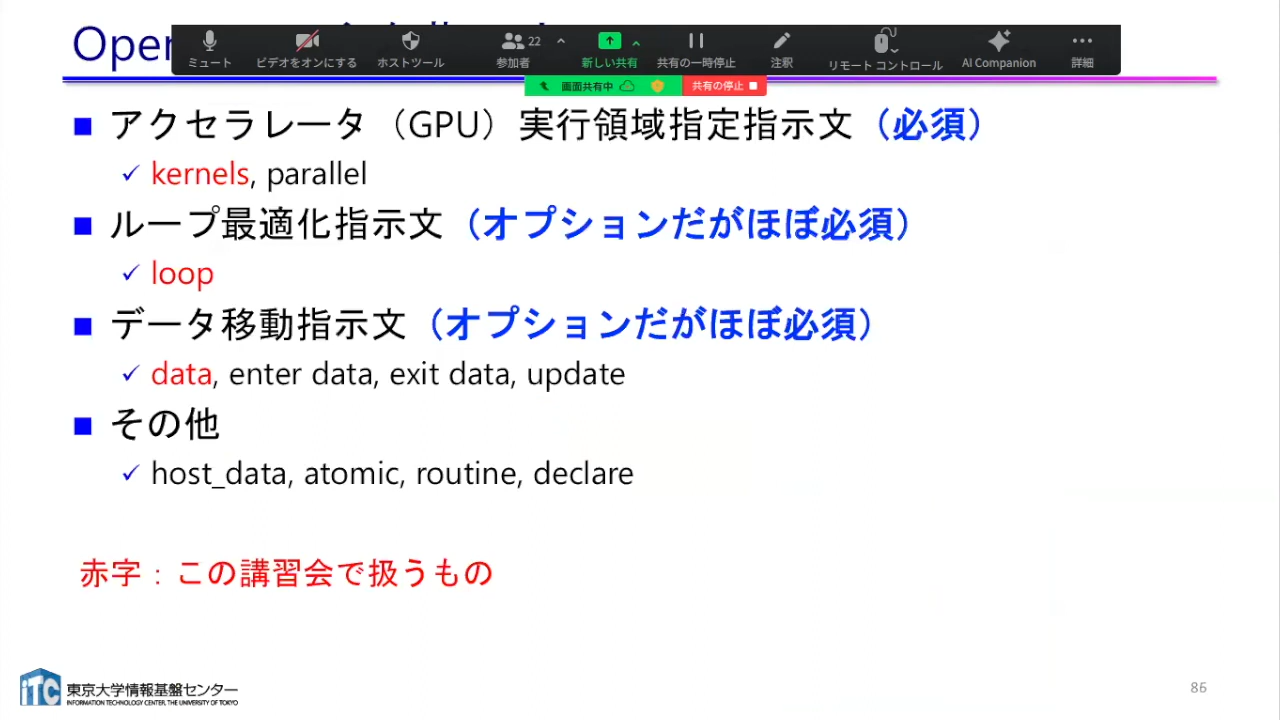 Open
ミュート
ビデオをオンにする
ホストツール
参加者
22
新しい共有
共有の一時停止
注釈
リモート コントロール
AI Companion
詳細
画面共有中
共有の停止
アクセラレータ（GPU）実行領域指定指示文（必須）
kernels, parallel
ループ最適化指示文（オプションだがほぼ必須）
loop
データ移動指示文（オプションだがほぼ必須）
data, enter data, exit data, update
その他
host_data, atomic, routine, declare
赤字：この講習会で扱うもの
iTC 東京大学情報基盤センター
INFORMATION TECHNOLOGY CENTER, THE UNIVERSITY OF TOKYO
86